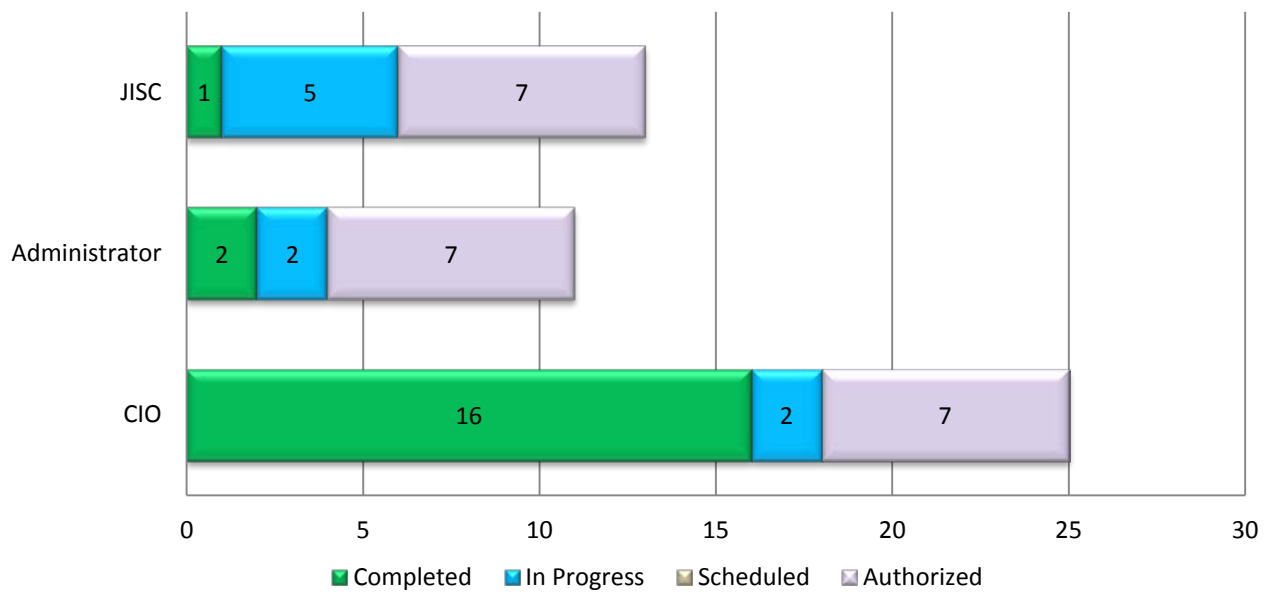 JISC
1 5 7
Administrator
2 2 7
CIO
16 2 7
0 5 10 15 20 25 30
Completed In Progress Scheduled Authorized